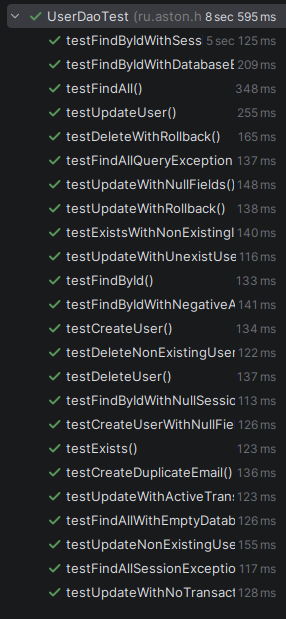 UserDaoTest (ru.aston.h 8 sec 595 ms
testFindByIdWithSess 5 sec 125 ms
testFindByIdWithDatabaseE 209 ms
testFindAll() 348 ms
testUpdateUser() 255 ms
testDeleteWithRollback() 165 ms
testFindAllQueryException 137 ms
testUpdateWithNullFields() 148 ms
testUpdateWithRollback() 138 ms
testExistsWithNonExistingI 140 ms
testUpdateWithUnexistUse 116 ms
testFindById() 133 ms
testFindByIdWithNegativeA 141 ms
testCreateUser() 134 ms
testDeleteNonExistingUser 122 ms
testDeleteUser() 137 ms
testFindByIdWithNullSessic 113 ms
testCreateUserWithNullFiel 126 ms
testExists() 123 ms
testCreateDuplicateEmail() 136 ms
testUpdateWithActiveTrans 123 ms
testFindAllWithEmptyDatab 126 ms
testUpdateNonExistingUse 155 ms
testFindAllSessionExceptio 117 ms
testUpdateWithNoTransact 128 ms